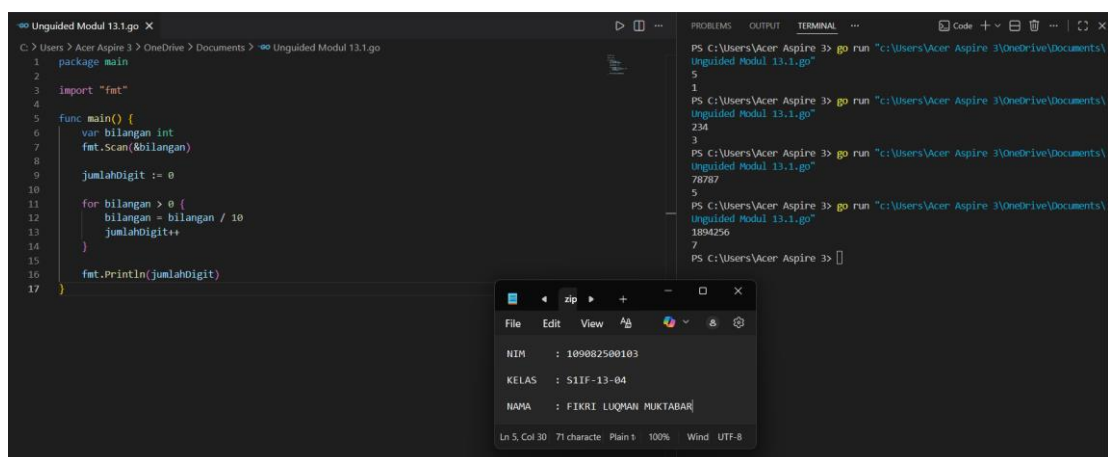 Unguided Modul 13.1.go
C: > Users > Acer Aspire 3 > OneDrive > Documents > Unguided Modul 13.1.go
1 package main
2
3 import "fmt"
4
5 func main() {
6 var bilangan int
7 fmt.Scan(&bilangan)
8
9 jumlahDigit := 0
10
11 for bilangan > 0 {
12 bilangan = bilangan / 10
13 jumlahDigit++
14 }
15
16 fmt.Println(jumlahDigit)
17 }
PROBLEMS OUTPUT TERMINAL ... Code
PS C:\Users\Acer Aspire 3> go run "c:\Users\Acer Aspire 3\OneDrive\Documents\
Unguided Modul 13.1.go"
5
1
PS C:\Users\Acer Aspire 3> go run "c:\Users\Acer Aspire 3\OneDrive\Documents\
Unguided Modul 13.1.go"
234
3
PS C:\Users\Acer Aspire 3> go run "c:\Users\Acer Aspire 3\OneDrive\Documents\
Unguided Modul 13.1.go"
78787
5
PS C:\Users\Acer Aspire 3> go run "c:\Users\Acer Aspire 3\OneDrive\Documents\
Unguided Modul 13.1.go"
1894256
7
PS C:\Users\Acer Aspire 3>
zip
File Edit View
NIM : 109082500103
KELAS : S1IF-13-04
NAMA : FIKRI LUQMAN MUKTABAR
Ln 5, Col 30 71 characte Plain t 100% Wind UTF-8